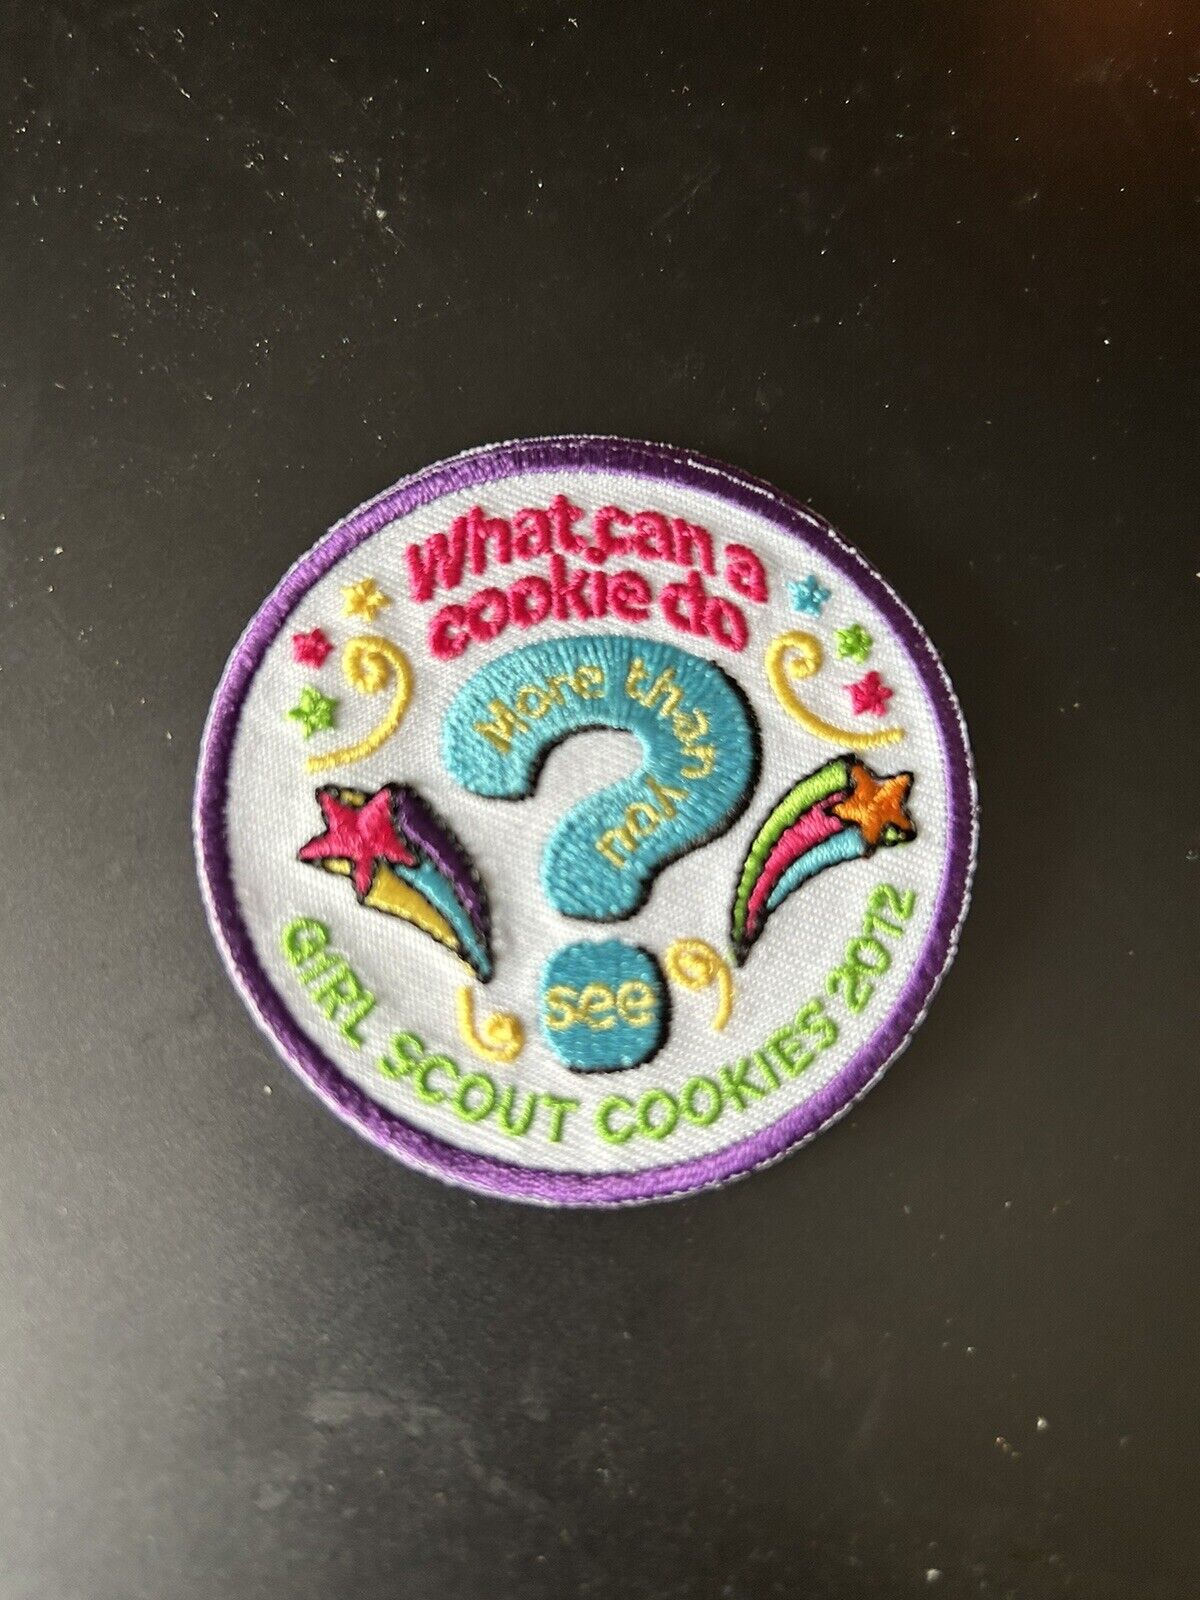 What can a
cookie do
More than you
see
GIRL SCOUT COOKIES 2012